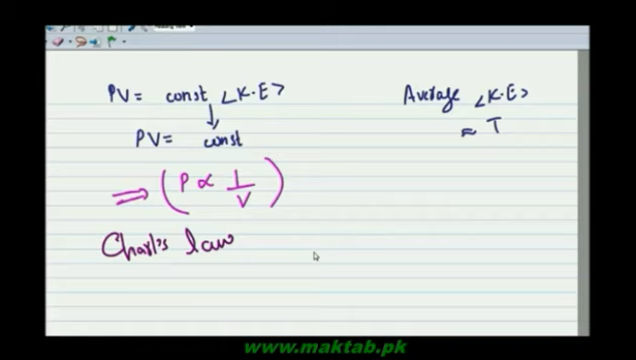 PV = const <K.E>
Average <K.E>
PV = const
≈ T
⟹ (P ∝ 1/V)
Charl's law
www.maktab.pk